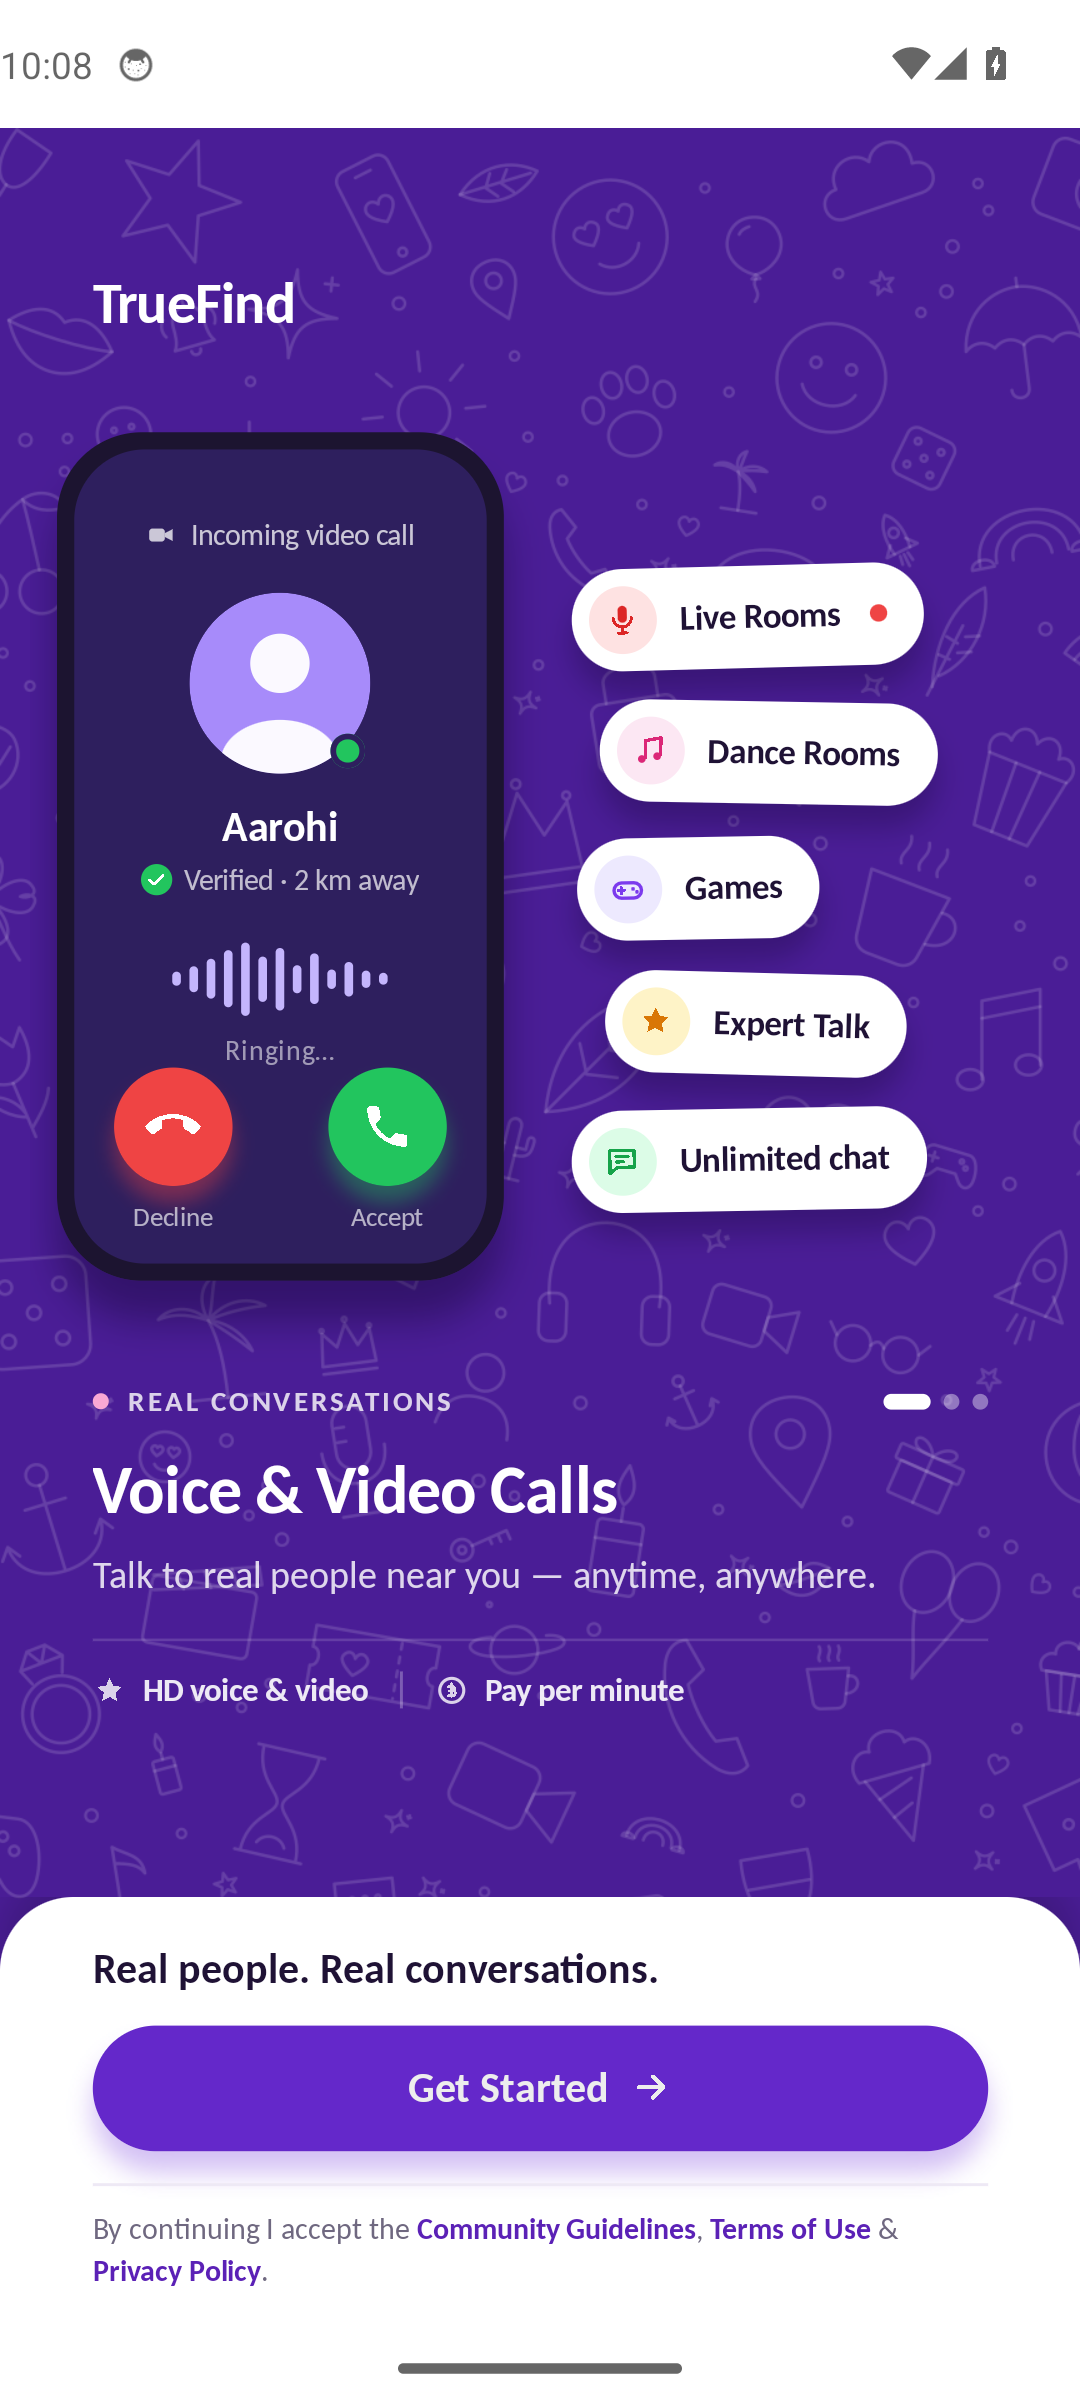 10:08
TrueFind
Incoming video call
Aarohi
Verified · 2 km away
Ringing...
Decline
Accept
Live Rooms
Dance Rooms
Games
Expert Talk
Unlimited chat
REAL CONVERSATIONS
Voice & Video Calls
Talk to real people near you — anytime, anywhere.
HD voice & video
Pay per minute
Real people. Real conversations.
Get Started →
By continuing I accept the Community Guidelines, Terms of Use &
Privacy Policy.